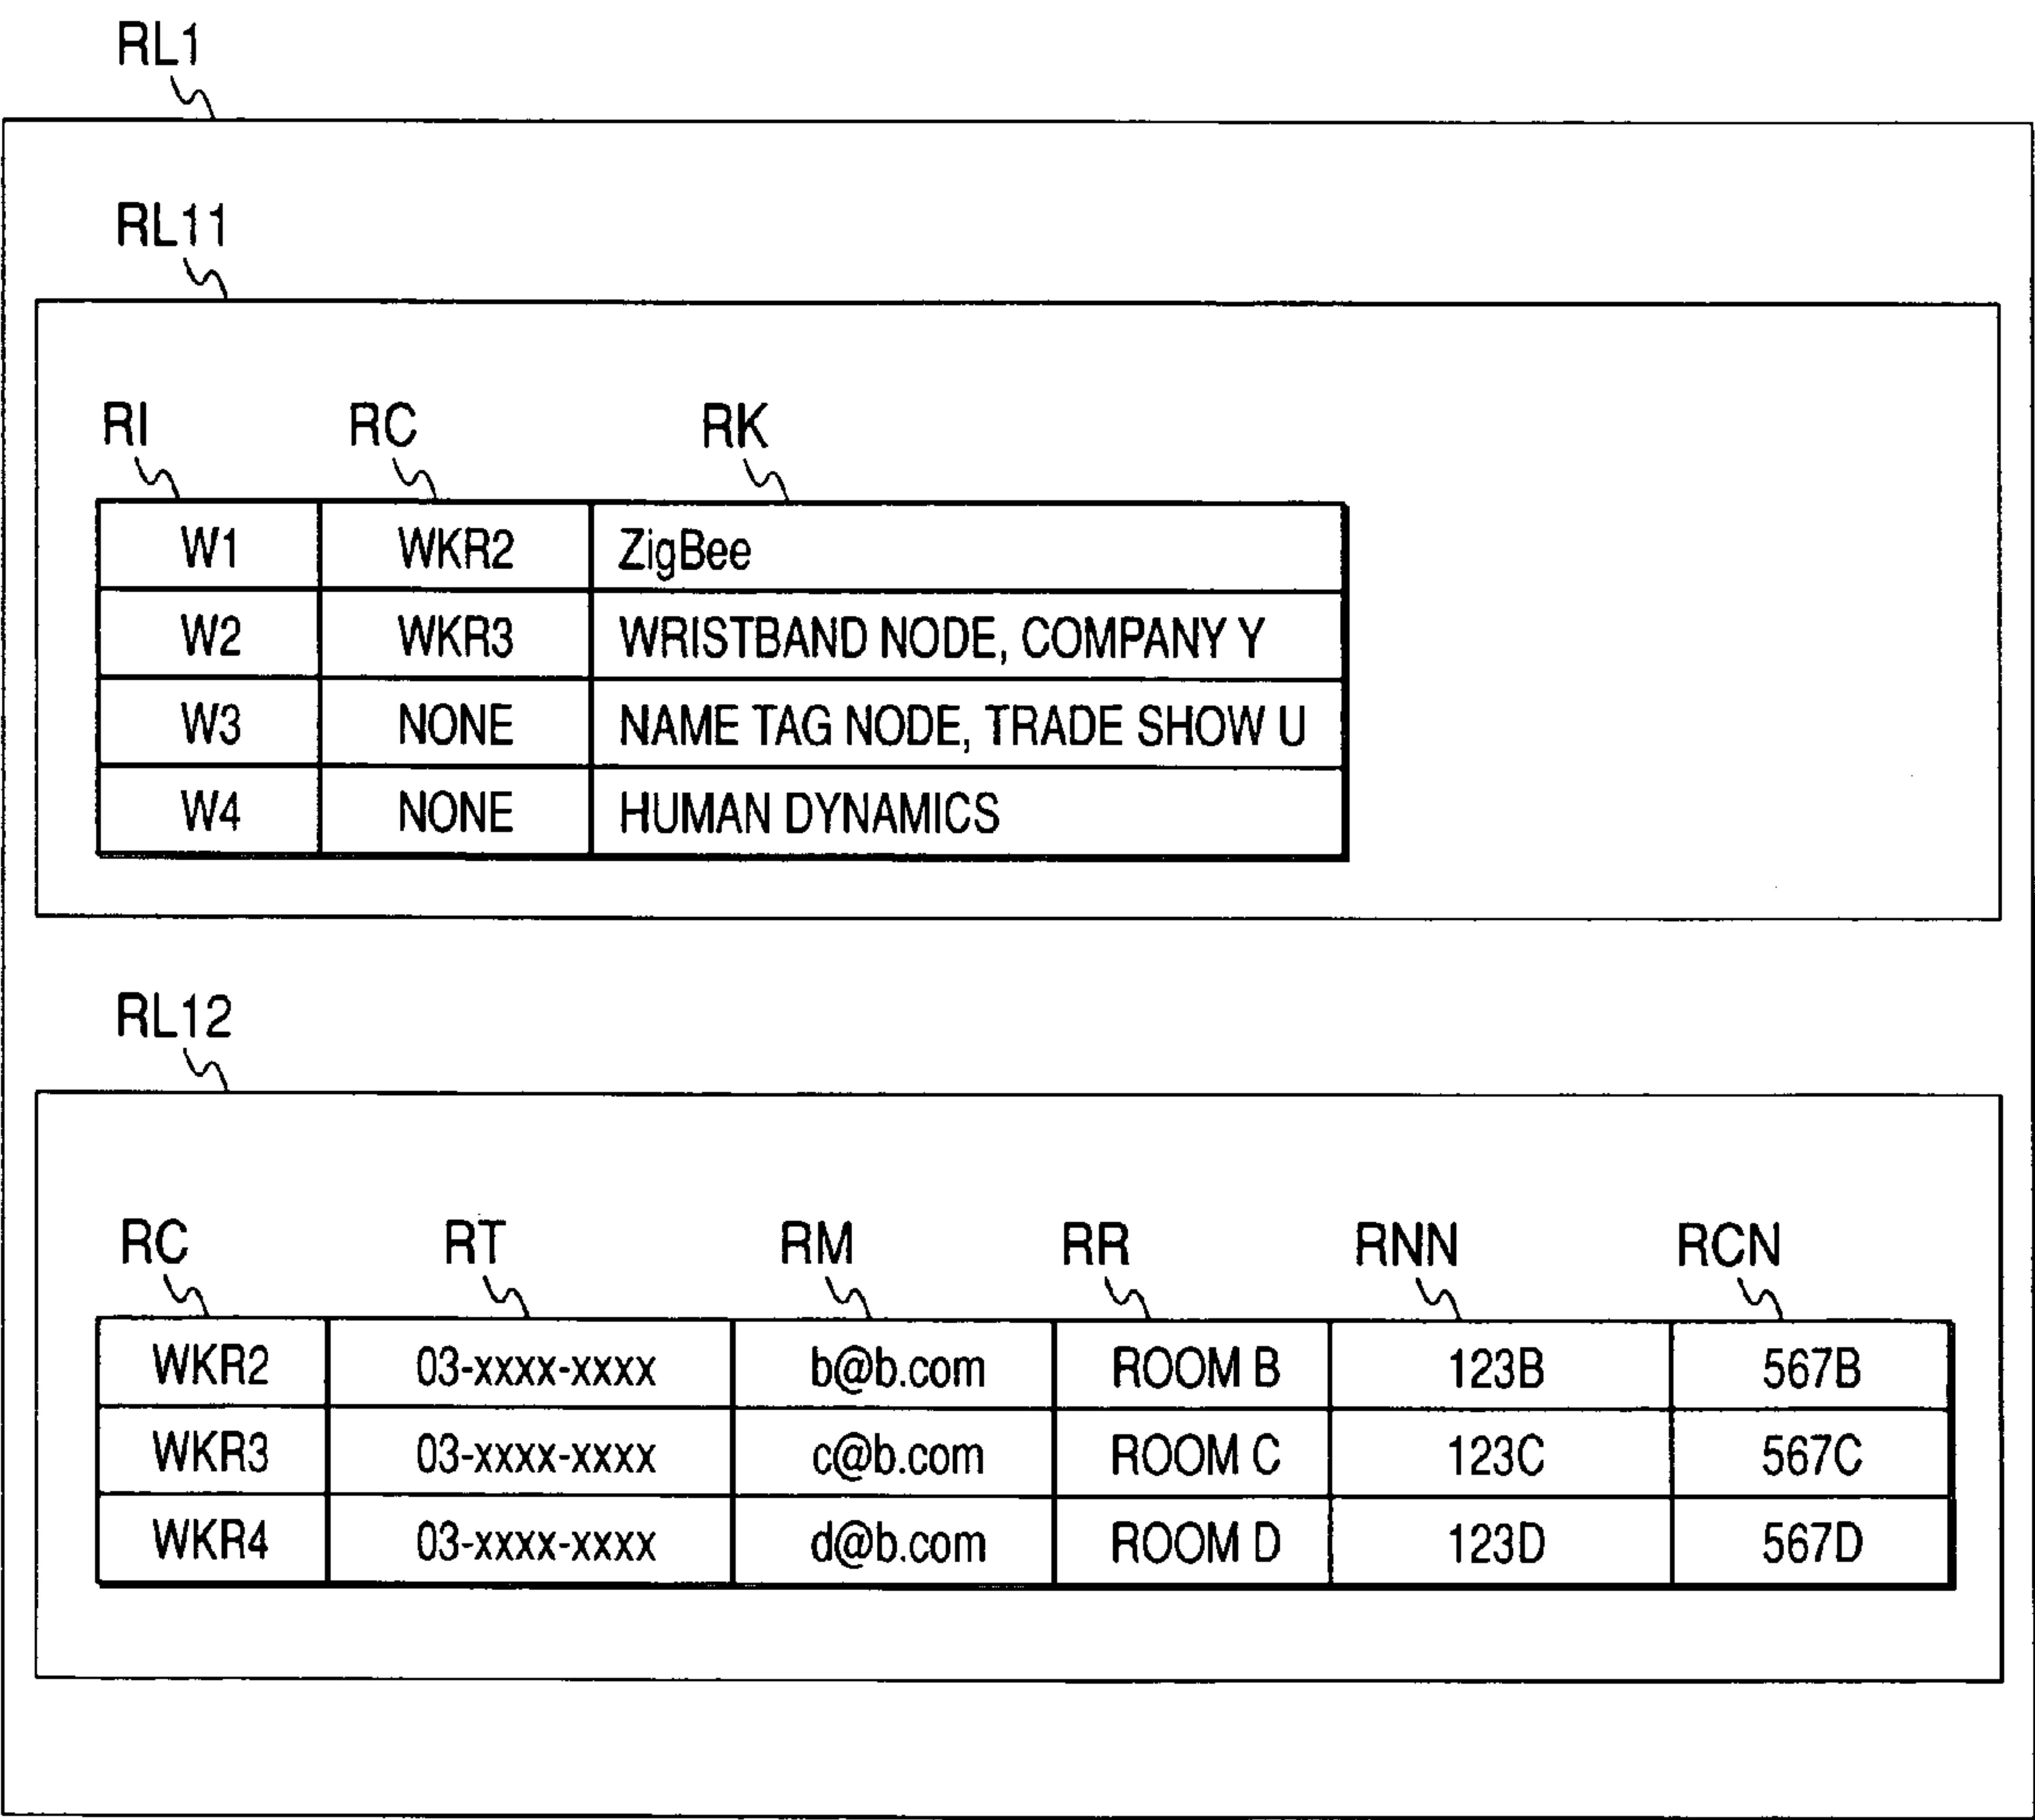 RL1
RL11
RI RC RK
W1 WKR2 ZigBee
W2 WKR3 WRISTBAND NODE, COMPANY Y
W3 NONE NAME TAG NODE, TRADE SHOW U
W4 NONE HUMAN DYNAMICS
RL12
RC RT RM RR RNN RCN
WKR2 03-xxxx-xxxx b@b.com ROOM B 123B 567B
WKR3 03-xxxx-xxxx c@b.com ROOM C 123C 567C
WKR4 03-xxxx-xxxx d@b.com ROOM D 123D 567D